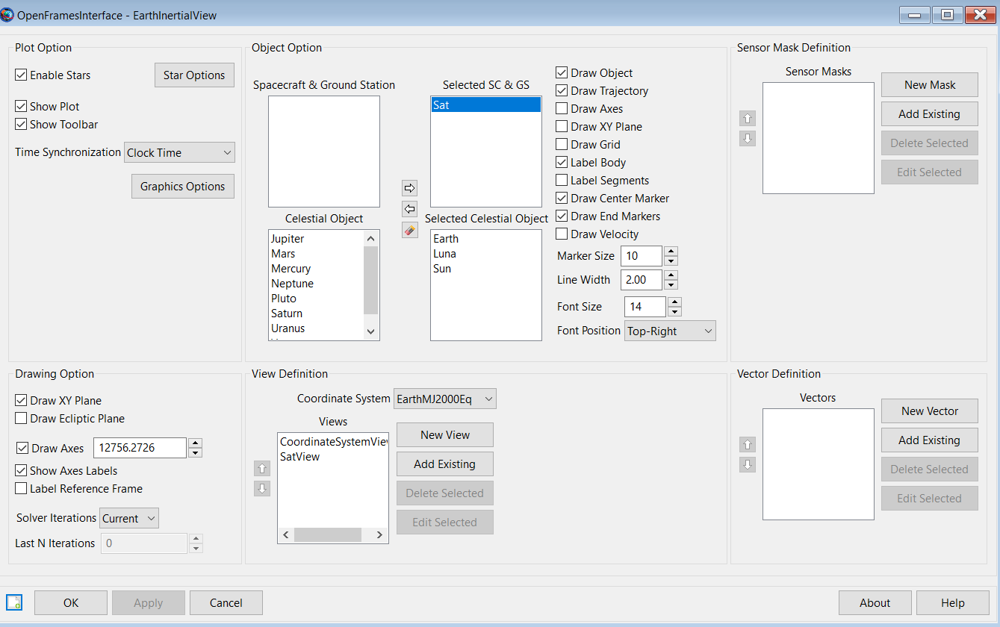 OpenFramesInterface - EarthInertialView
Plot Option
Enable Stars
Star Options
Show Plot
Show Toolbar
Time Synchronization
Clock Time
Graphics Options
Object Option
Spacecraft & Ground Station
Selected SC & GS
Sat
Celestial Object
Jupiter
Mars
Mercury
Neptune
Pluto
Saturn
Uranus
Selected Celestial Object
Earth
Luna
Sun
Draw Object
Draw Trajectory
Draw Axes
Draw XY Plane
Draw Grid
Label Body
Label Segments
Draw Center Marker
Draw End Markers
Draw Velocity
Marker Size 10
Line Width 2.00
Font Size 14
Font Position Top-Right
Sensor Mask Definition
Sensor Masks
New Mask
Add Existing
Delete Selected
Edit Selected
Drawing Option
Draw XY Plane
Draw Ecliptic Plane
Draw Axes 12756.2726
Show Axes Labels
Label Reference Frame
Solver Iterations Current
Last N Iterations 0
View Definition
Coordinate System EarthMJ2000Eq
Views
CoordinateSystemView
SatView
New View
Add Existing
Delete Selected
Edit Selected
Vector Definition
Vectors
New Vector
Add Existing
Delete Selected
Edit Selected
OK
Apply
Cancel
About
Help